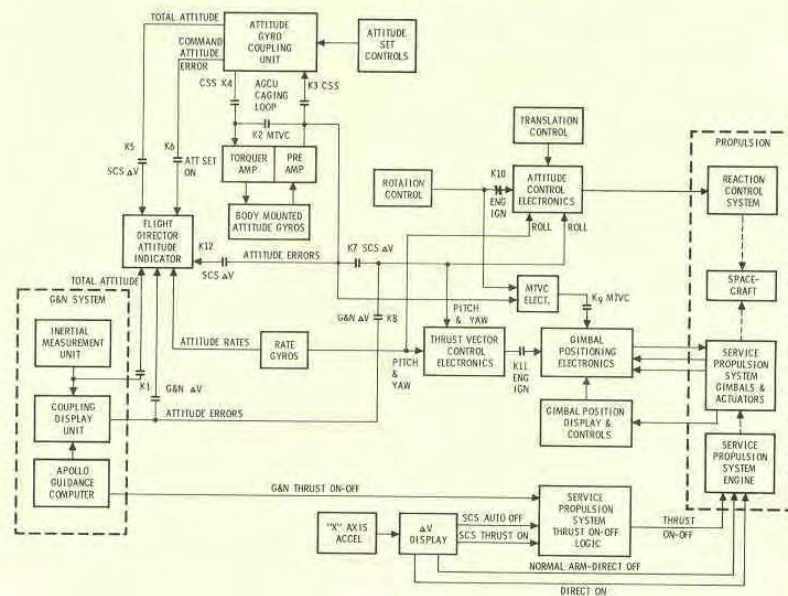 TOTAL ATTITUDE
COMMAND
ATTITUDE
ERROR
ATTITUDE
GYRO
COUPLING
UNIT
ATTITUDE
SET
CONTROLS
CSS K4
AGCU
CAGING
LOOP
K3 CSS
K2 MTVC
K5
SCS ΔV
K6
ATT SET
ON
TORQUER
AMP
PRE
AMP
BODY MOUNTED
ATTITUDE GYROS
TRANSLATION
CONTROL
ROTATION
CONTROL
K10
ENG
IGN
ATTITUDE
CONTROL
ELECTRONICS
PROPULSION
REACTION
CONTROL
SYSTEM
FLIGHT
DIRECTOR
ATTITUDE
INDICATOR
K12
SCS ΔV
ATTITUDE ERRORS
K7 SCS ΔV
ROLL
ROLL
MTVC
ELECT.
K9 MTVC
SPACE-
CRAFT
TOTAL ATTITUDE
G&N SYSTEM
INERTIAL
MEASUREMENT
UNIT
K1
G&N ΔV
ATTITUDE RATES
RATE
GYROS
G&N ΔV
K8
PITCH
& YAW
PITCH
&
YAW
THRUST VECTOR
CONTROL
ELECTRONICS
K11
ENG
IGN
GIMBAL
POSITIONING
ELECTRONICS
SERVICE
PROPULSION
SYSTEM
GIMBALS &
ACTUATORS
COUPLING
DISPLAY
UNIT
ATTITUDE ERRORS
GIMBAL POSITION
DISPLAY &
CONTROLS
APOLLO
GUIDANCE
COMPUTER
G&N THRUST ON-OFF
SERVICE
PROPULSION
SYSTEM
ENGINE
"X" AXIS
ACCEL
ΔV
DISPLAY
SCS AUTO OFF
SCS THRUST ON
SERVICE
PROPULSION
SYSTEM
THRUST ON-OFF
LOGIC
THRUST
ON-OFF
NORMAL ARM-DIRECT OFF
DIRECT ON